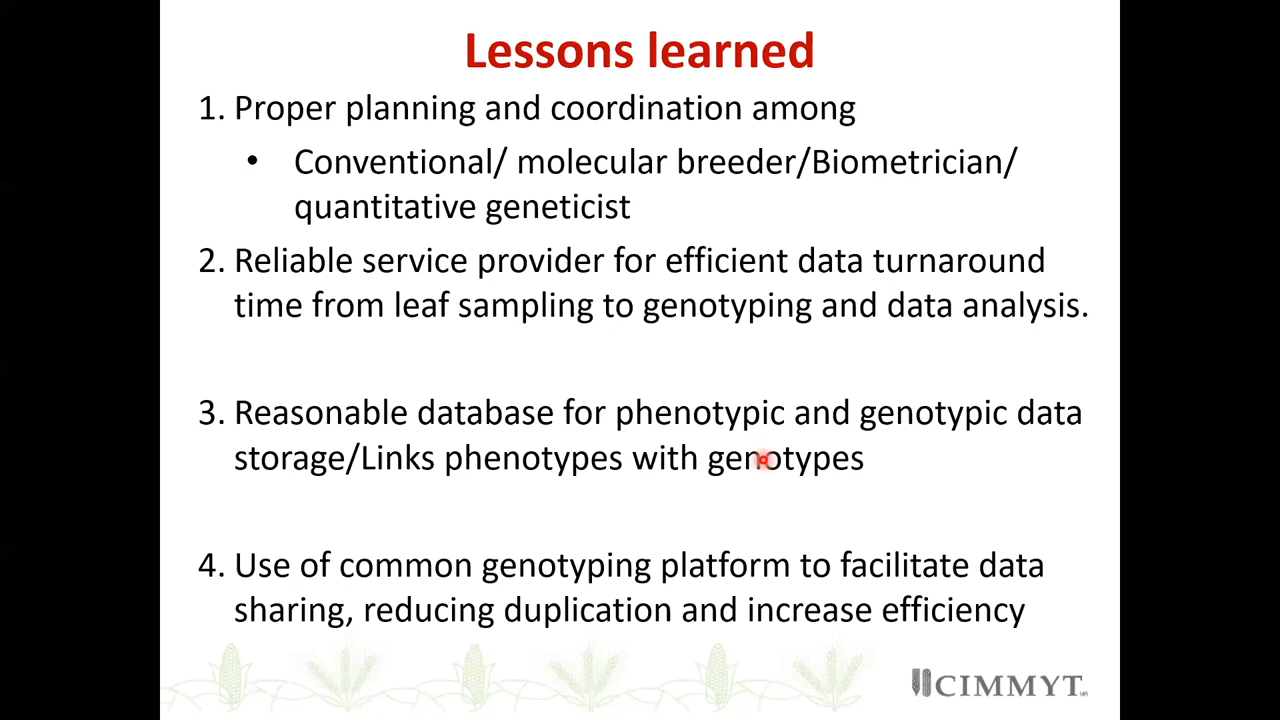 Lessons learned
1. Proper planning and coordination among
• Conventional/ molecular breeder/Biometrician/
quantitative geneticist
2. Reliable service provider for efficient data turnaround
time from leaf sampling to genotyping and data analysis.
3. Reasonable database for phenotypic and genotypic data
storage/Links phenotypes with genotypes
4. Use of common genotyping platform to facilitate data
sharing, reducing duplication and increase efficiency
CIMMYT